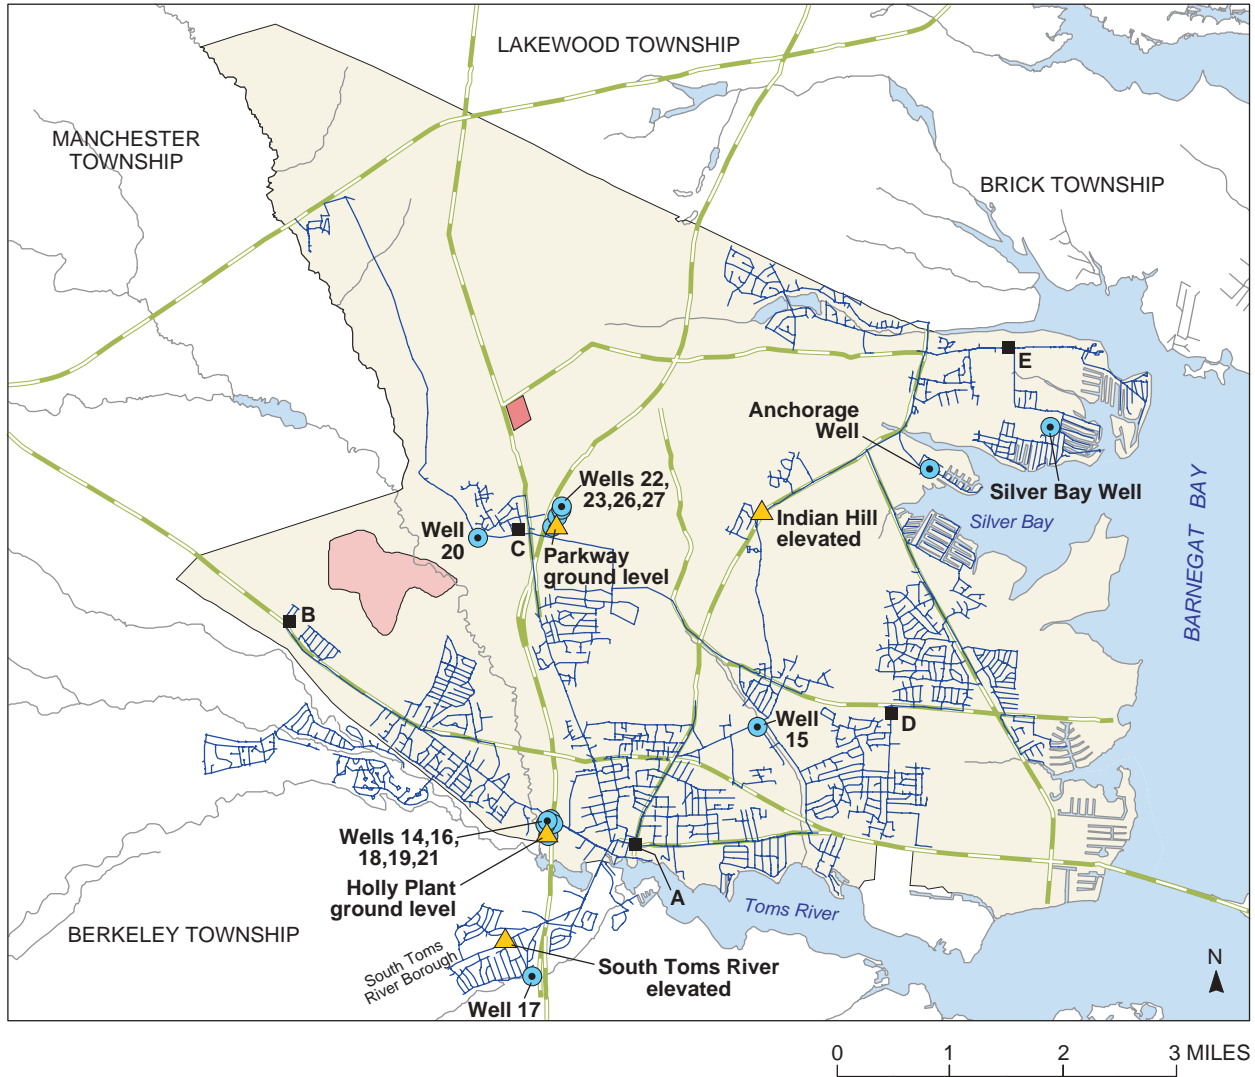 LAKEWOOD TOWNSHIP
MANCHESTER
TOWNSHIP
BRICK TOWNSHIP
E
Anchorage
Well
Silver Bay Well
Silver Bay
Wells 22,
23,26,27
Well
20
C
Parkway
ground level
Indian Hill
elevated
BARNEGAT BAY
B
Well
15
D
Wells 14,16,
18,19,21
Holly Plant
ground level
A
Toms River
BERKELEY TOWNSHIP
South Toms
River Borough
South Toms River
elevated
Well 17
N
0 1 2 3 MILES